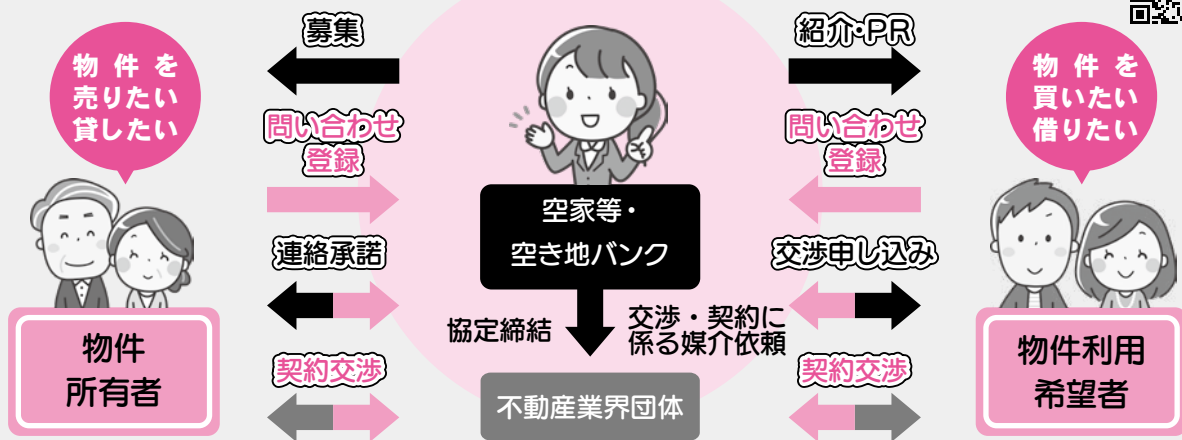 募集
紹介・PR
物件を
売りたい
貸したい
物件を
買いたい
借りたい
問い合わせ
登録
問い合わせ
登録
空家等・
空き地バンク
連絡承諾
交渉申し込み
協定締結
交渉・契約に
係る媒介依頼
物件
所有者
物件利用
希望者
契約交渉
契約交渉
不動産業界団体